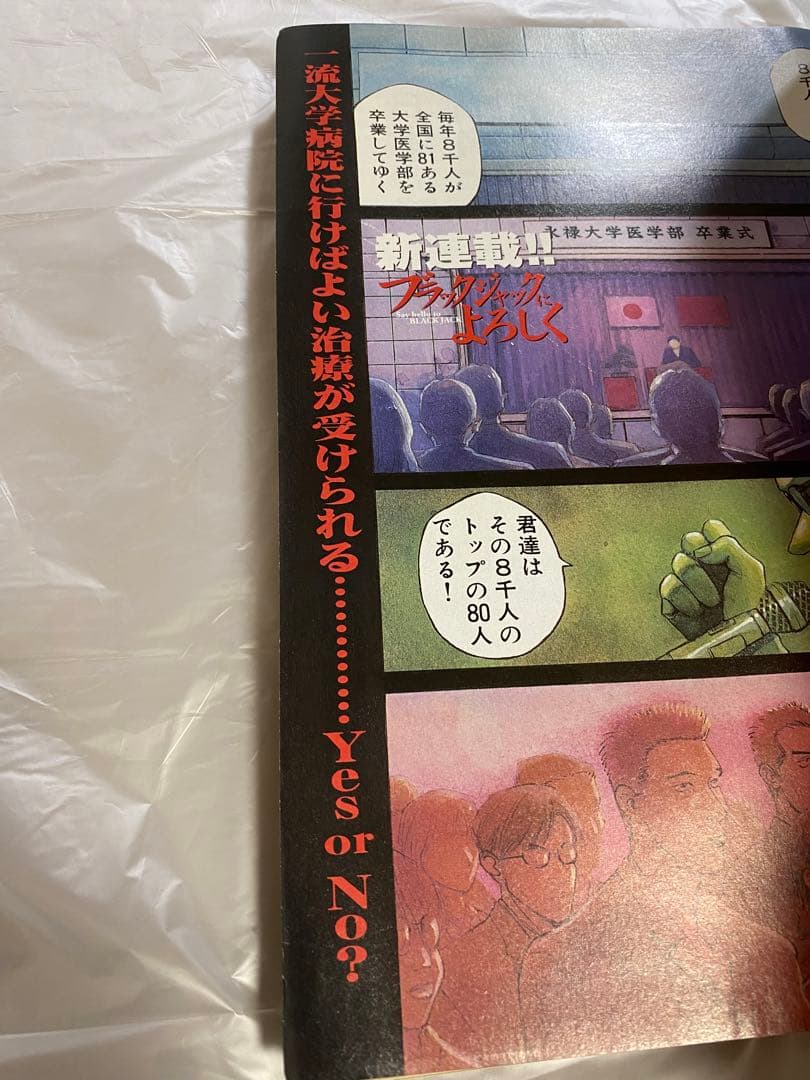 一流大学病院に行けばよい治療が受けられる…………Yes or No?
8千人
毎年8千人が
全国に81ある
大学医学部を
卒業してゆく
永禄大学医学部 卒業式
新連載!!
ブラックジャックに
Say hello to
BLACK JACK
よろしく
君達は
その8千人の
トップの80人
である!